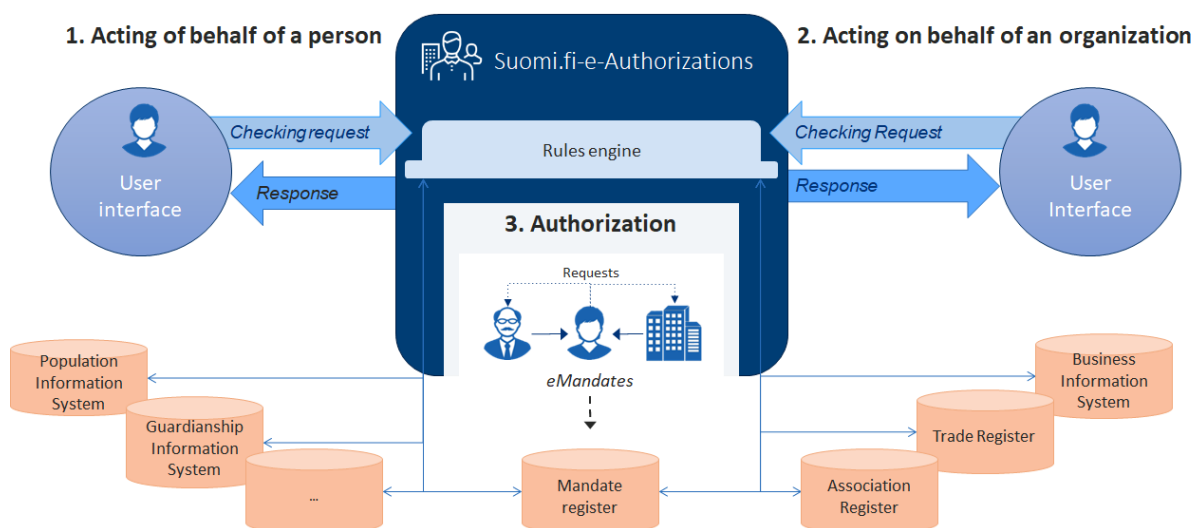 1. Acting of behalf of a person
2. Acting on behalf of an organization
Suomi.fi-e-Authorizations
Checking request
Checking Request
Rules engine
User
interface
Response
Response
User
Interface
3. Authorization
Requests
eMandates
Population
Information
System
Business
Information
System
Guardianship
Information
System
Trade Register
...
Mandate
register
Association
Register